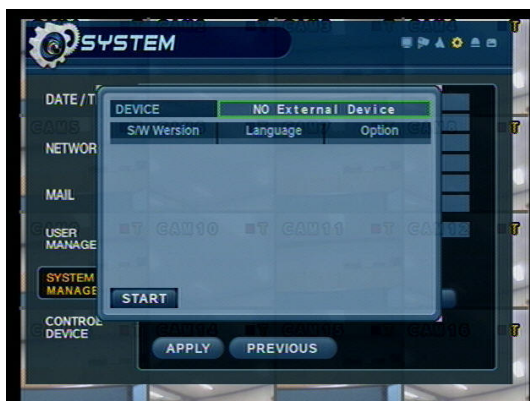 SYSTEM
DATE / T
DEVICE
NO External Device
S/W Wersion
Language
Option
NETWOR
MAIL
USER
MANAGE
CAM10
CAM11
CAM12
SYSTEM
MANAGE
START
CONTROL
DEVICE
APPLY
PREVIOUS